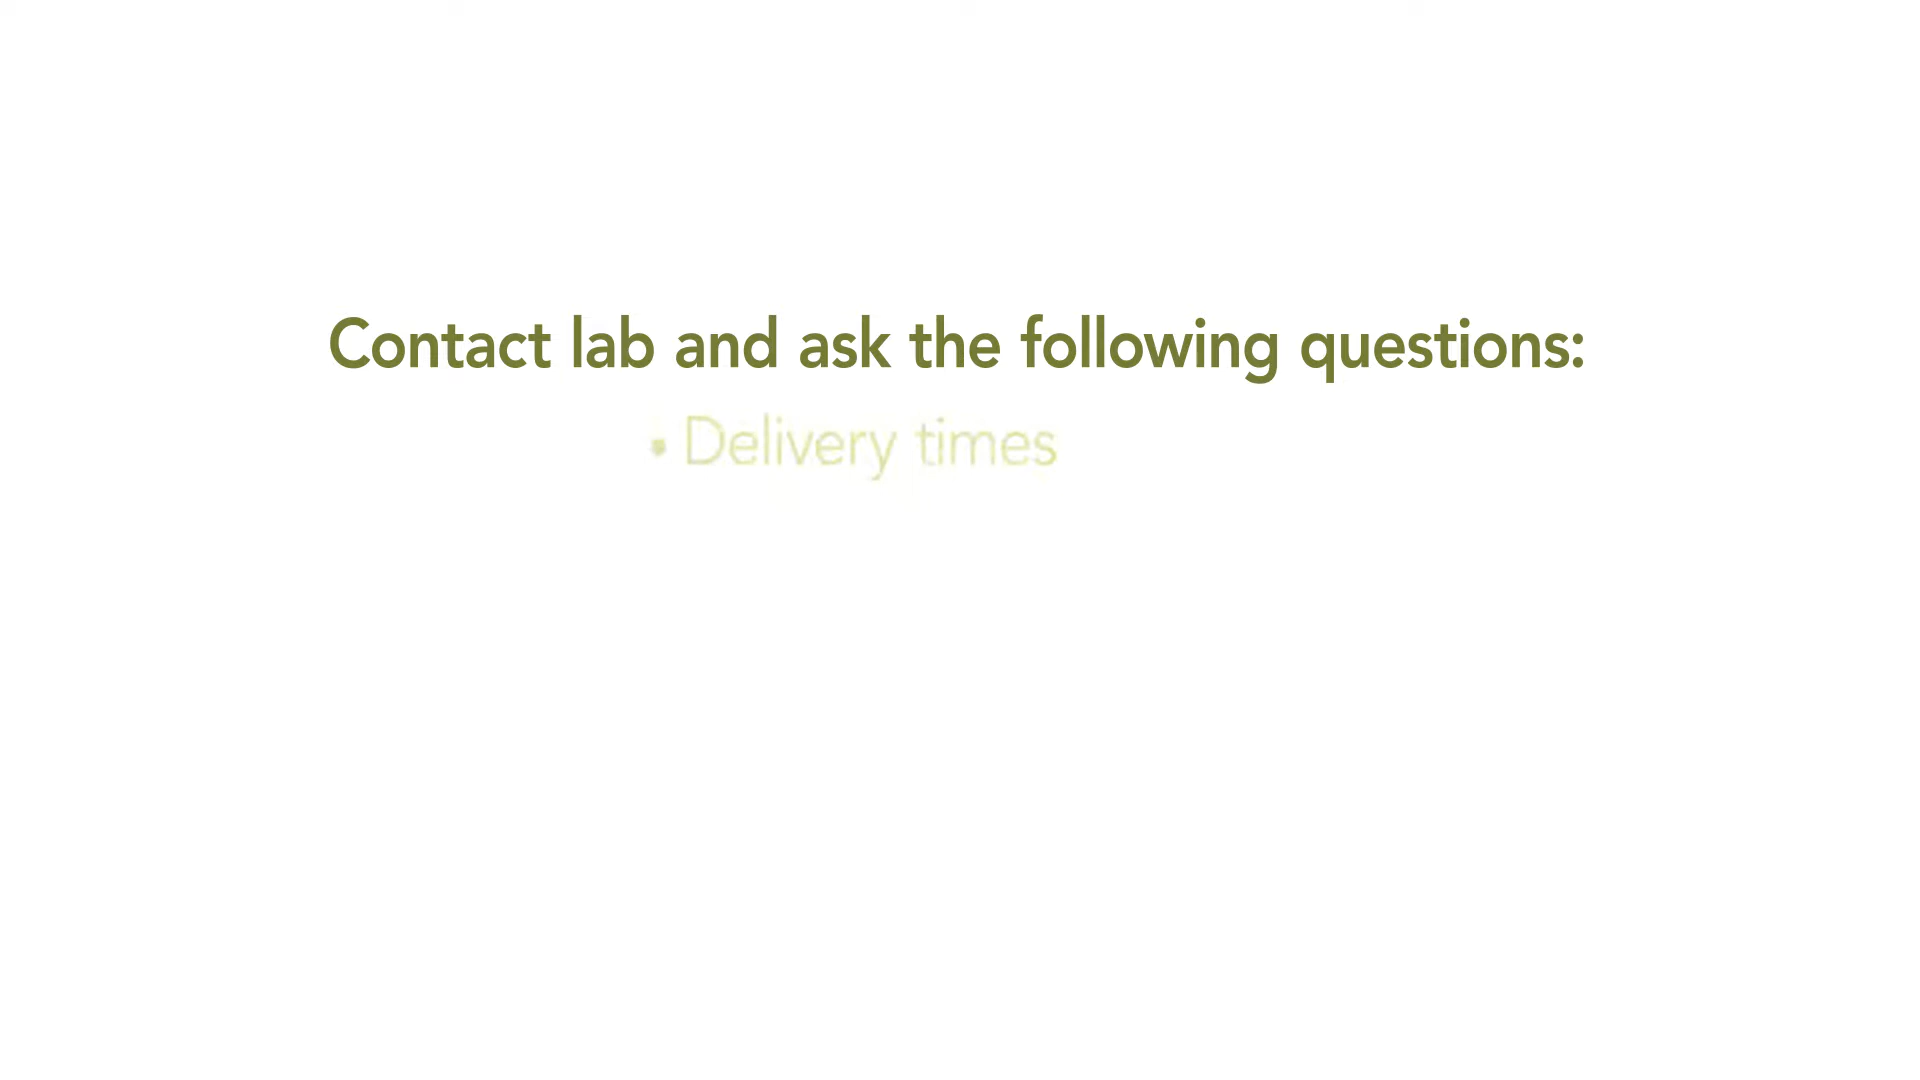 Contact lab and ask the following questions:
• Delivery times